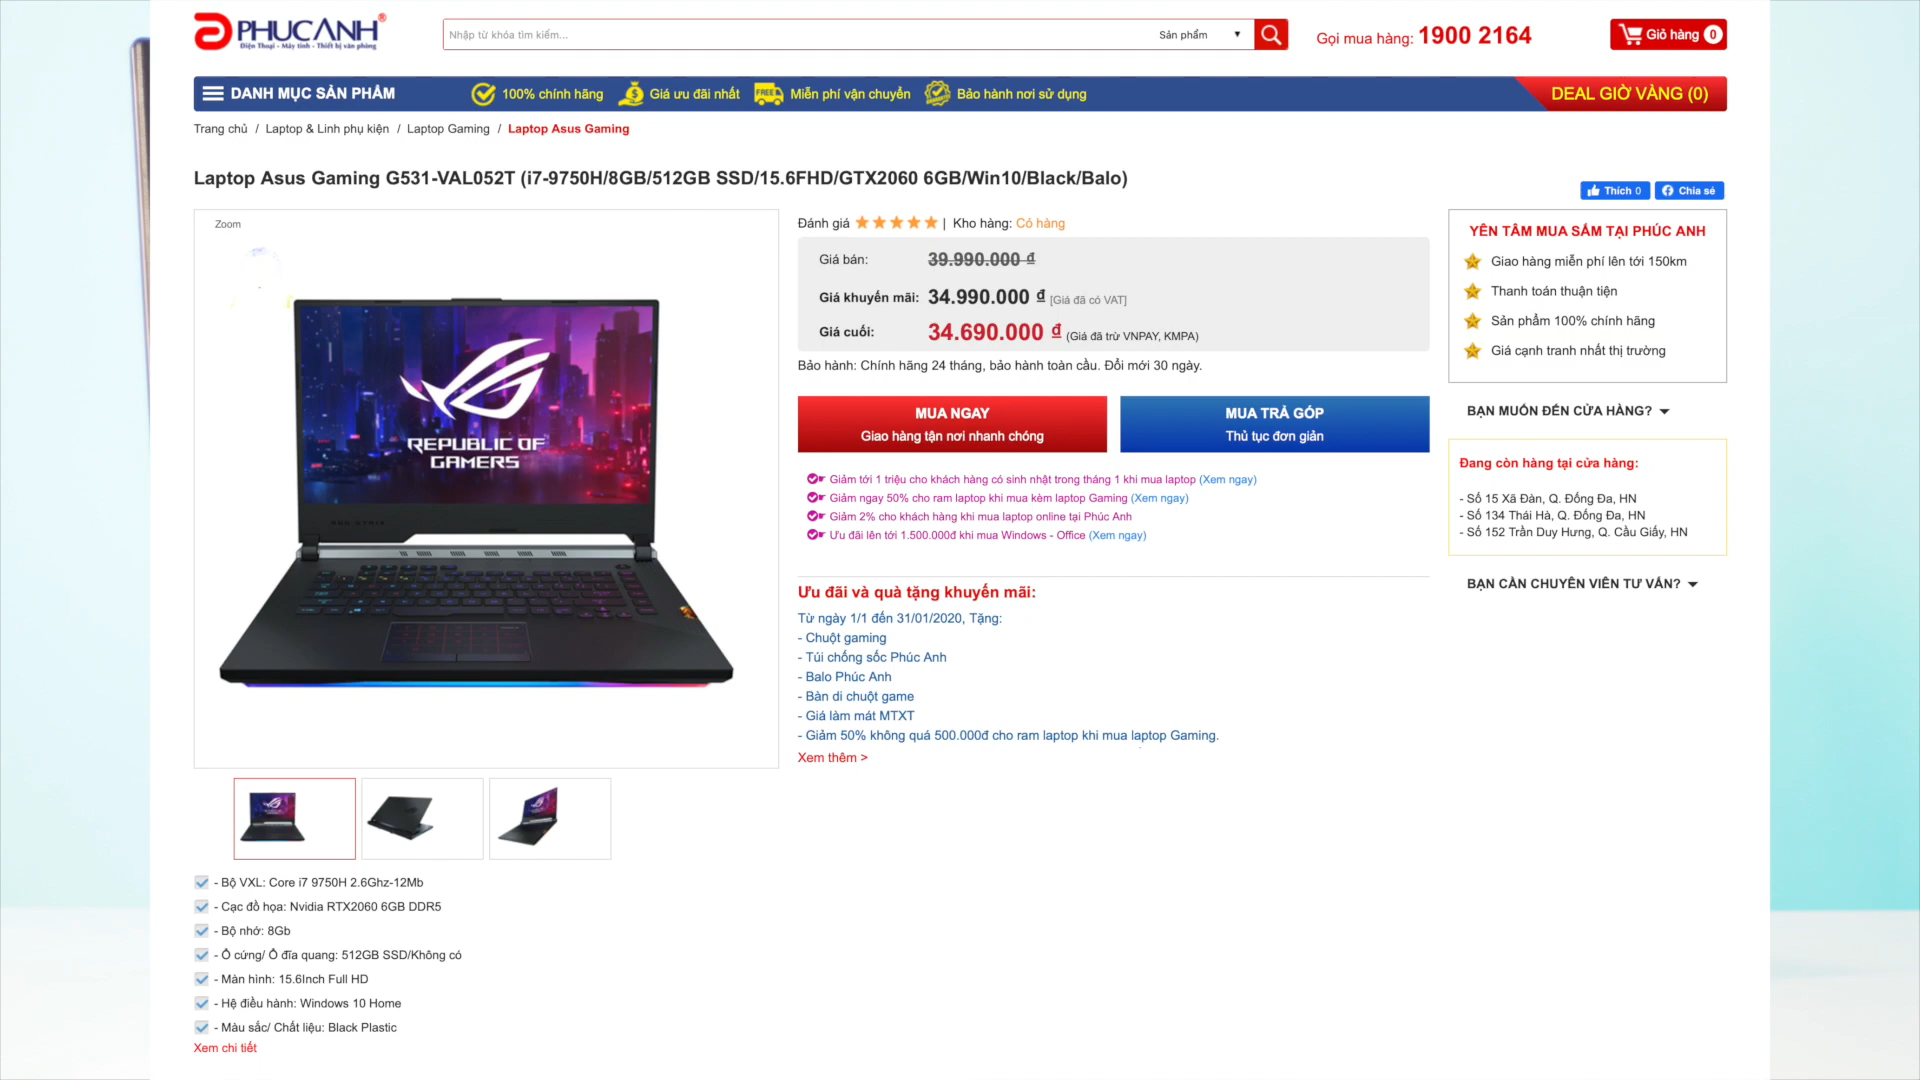 PHUCANH®
Điện Thoại - Máy tính - Thiết bị văn phòng
Nhập từ khóa tìm kiếm...
Sản phẩm
Gọi mua hàng: 1900 2164
Giỏ hàng 0
DANH MỤC SẢN PHẨM
100% chính hãng
Giá ưu đãi nhất
FREE
Miễn phí vận chuyển
Bảo hành nơi sử dụng
DEAL GIỜ VÀNG (0)
Trang chủ / Laptop & Linh phụ kiện / Laptop Gaming / Laptop Asus Gaming
Laptop Asus Gaming G531-VAL052T (i7-9750H/8GB/512GB SSD/15.6FHD/GTX2060 6GB/Win10/Black/Balo)
Thích 0
Chia sẻ
Zoom
REPUBLIC OF
GAMERS
Đánh giá | Kho hàng: Có hàng
Giá bán: 39.990.000 đ
Giá khuyến mãi: 34.990.000 đ [Giá đã có VAT]
Giá cuối: 34.690.000 đ (Giá đã trừ VNPAY, KMPA)
Bảo hành: Chính hãng 24 tháng, bảo hành toàn cầu. Đổi mới 30 ngày.
MUA NGAY
Giao hàng tận nơi nhanh chóng
MUA TRẢ GÓP
Thủ tục đơn giản
Giảm tới 1 triệu cho khách hàng có sinh nhật trong tháng 1 khi mua laptop (Xem ngay)
Giảm ngay 50% cho ram laptop khi mua kèm laptop Gaming (Xem ngay)
Giảm 2% cho khách hàng khi mua laptop online tại Phúc Anh
Ưu đãi lên tới 1.500.000đ khi mua Windows - Office (Xem ngay)
Ưu đãi và quà tặng khuyến mãi:
Từ ngày 1/1 đến 31/01/2020, Tặng:
- Chuột gaming
- Túi chống sốc Phúc Anh
- Balo Phúc Anh
- Bàn di chuột game
- Giá làm mát MTXT
- Giảm 50% không quá 500.000đ cho ram laptop khi mua laptop Gaming.
Xem thêm >
YÊN TÂM MUA SẮM TẠI PHÚC ANH
Giao hàng miễn phí lên tới 150km
Thanh toán thuận tiện
Sản phẩm 100% chính hãng
Giá cạnh tranh nhất thị trường
BẠN MUỐN ĐẾN CỬA HÀNG?
Đang còn hàng tại cửa hàng:
- Số 15 Xã Đàn, Q. Đống Đa, HN
- Số 134 Thái Hà, Q. Đống Đa, HN
- Số 152 Trần Duy Hưng, Q. Cầu Giấy, HN
BẠN CẦN CHUYÊN VIÊN TƯ VẤN?
- Bộ VXL: Core i7 9750H 2.6Ghz-12Mb
- Cạc đồ họa: Nvidia RTX2060 6GB DDR5
- Bộ nhớ: 8Gb
- Ổ cứng/ Ổ đĩa quang: 512GB SSD/Không có
- Màn hình: 15.6Inch Full HD
- Hệ điều hành: Windows 10 Home
- Màu sắc/ Chất liệu: Black Plastic
Xem chi tiết